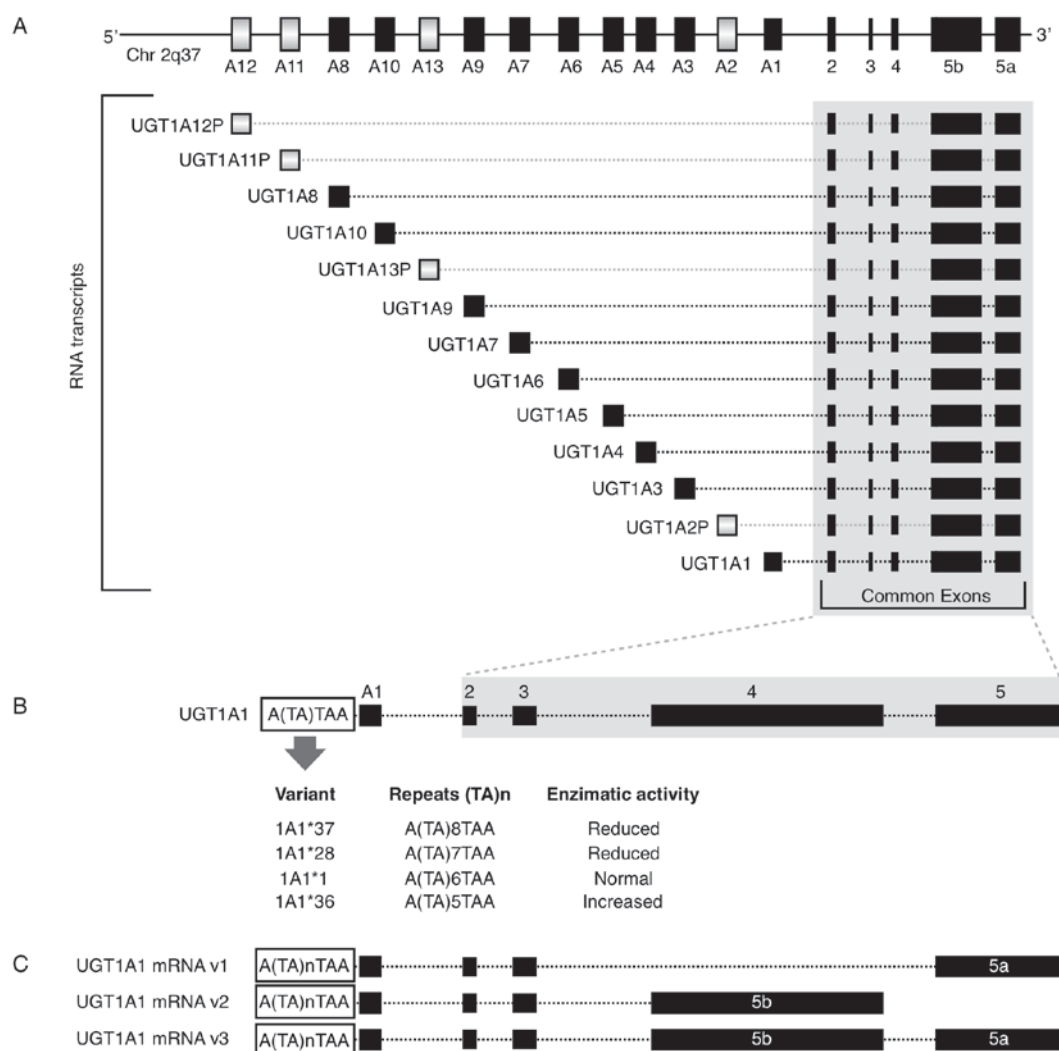 A
5'
3'
Chr 2q37
A12 A11 A8 A10 A13 A9 A7 A6 A5 A4 A3 A2 A1 2 3 4 5b 5a
RNA transcripts
UGT1A12P
UGT1A11P
UGT1A8
UGT1A10
UGT1A13P
UGT1A9
UGT1A7
UGT1A6
UGT1A5
UGT1A4
UGT1A3
UGT1A2P
UGT1A1
Common Exons
B
A1 2 3 4 5
UGT1A1 A(TA)TAA
Variant Repeats (TA)n Enzimatic activity
1A1*37 A(TA)8TAA Reduced
1A1*28 A(TA)7TAA Reduced
1A1*1 A(TA)6TAA Normal
1A1*36 A(TA)5TAA Increased
C
UGT1A1 mRNA v1 A(TA)nTAA 5a
UGT1A1 mRNA v2 A(TA)nTAA 5b
UGT1A1 mRNA v3 A(TA)nTAA 5b 5a